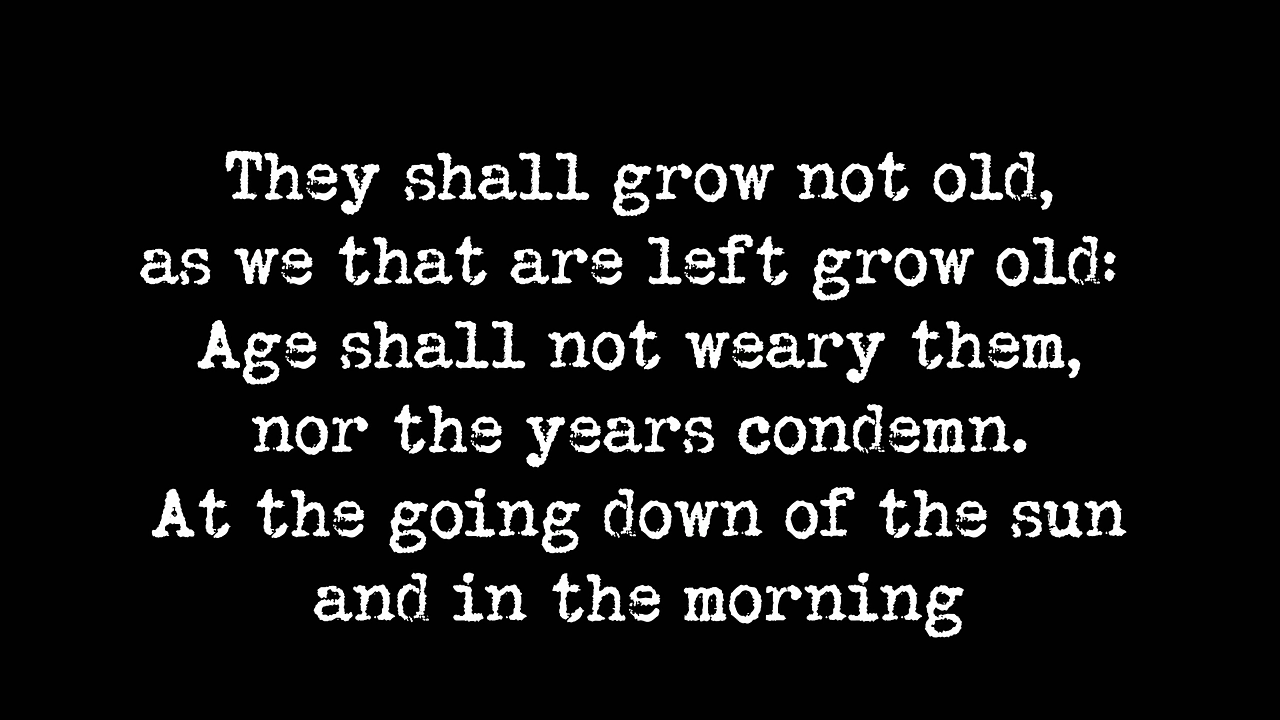 They shall grow not old,
as we that are left grow old:
Age shall not weary them,
nor the years condemn.
At the going down of the sun
and in the morning